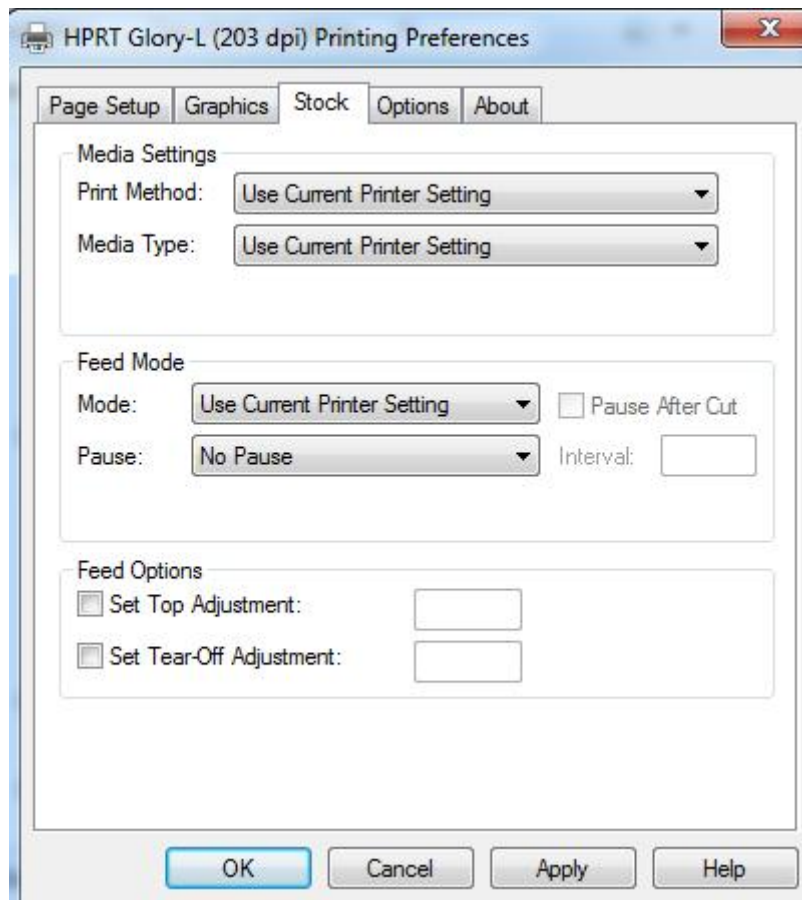 HPRT Glory-L (203 dpi) Printing Preferences
Page Setup Graphics Stock Options About
Media Settings
Print Method: Use Current Printer Setting
Media Type: Use Current Printer Setting
Feed Mode
Mode: Use Current Printer Setting Pause After Cut
Pause: No Pause Interval:
Feed Options
Set Top Adjustment:
Set Tear-Off Adjustment:
OK Cancel Apply Help